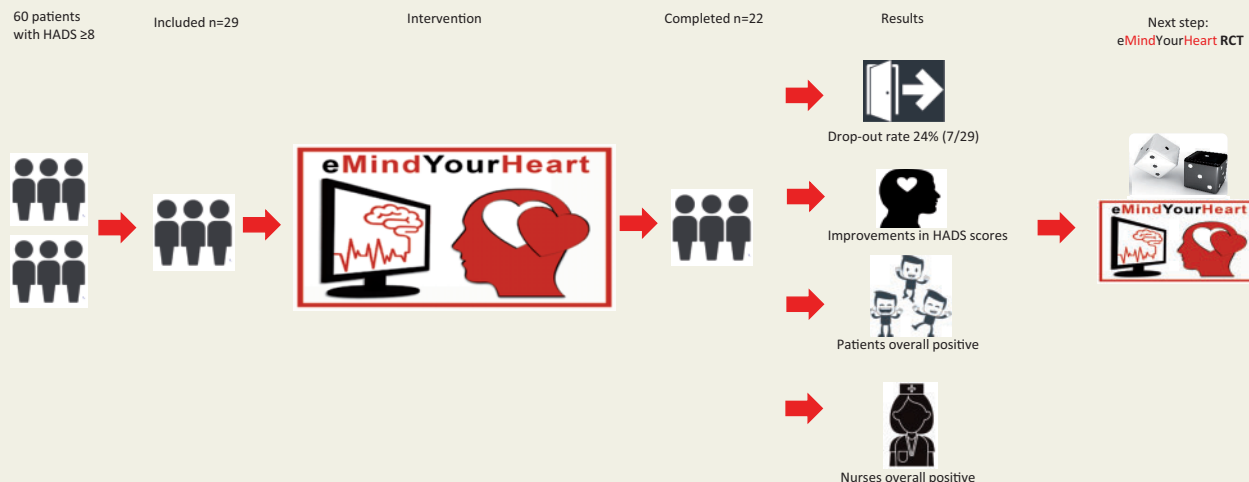 60 patients
with HADS ≥8
Included n=29
Intervention
Completed n=22
Results
Next step:
eMindYourHeart RCT
eMindYourHeart
Drop-out rate 24% (7/29)
Improvements in HADS scores
Patients overall positive
Nurses overall positive
eMindYourHeart